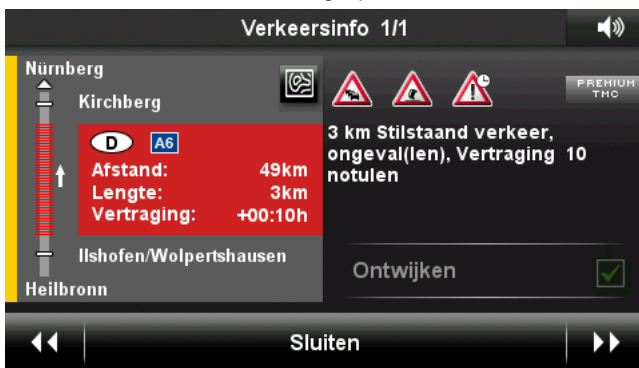 Verkeersinfo 1/1
Nürnberg
Kirchberg
D A6
Afstand: 49km
Lengte: 3km
Vertraging: +00:10h
Ilshofen/Wolpertshausen
Heilbronn
PREMIUM
TMC
3 km Stilstaand verkeer,
ongeval(len), Vertraging 10
notulen
Ontwijken
Sluiten